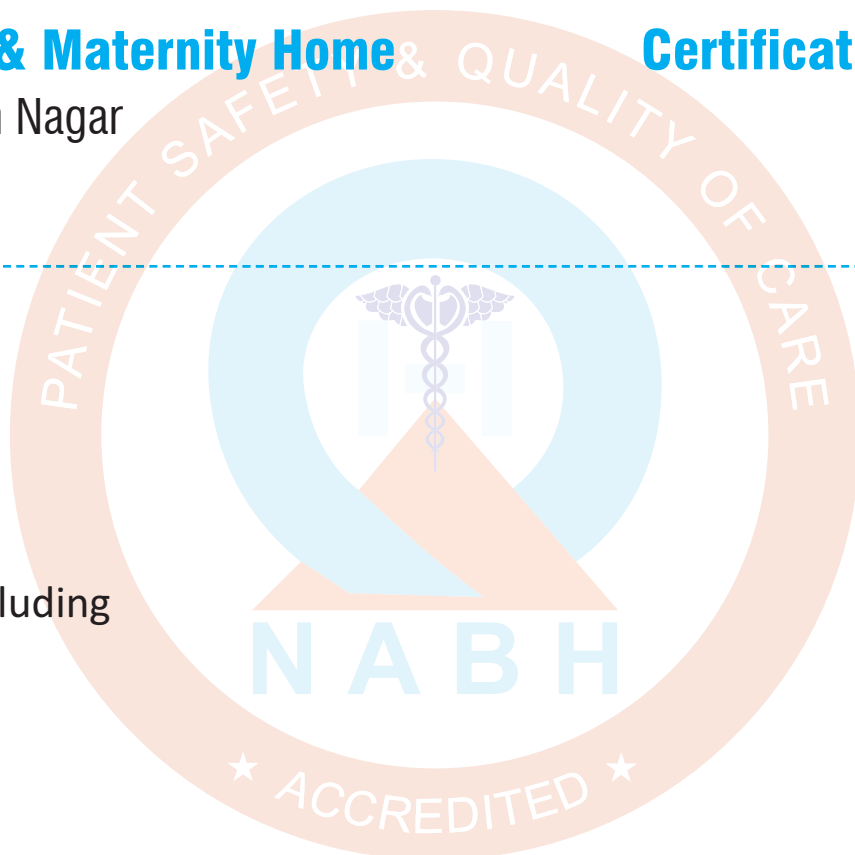 & Maternity Home
Certificat
Nagar
PATIENT SAFETY & QUALITY OF CARE
luding
NABH
★ ACCREDITED ★